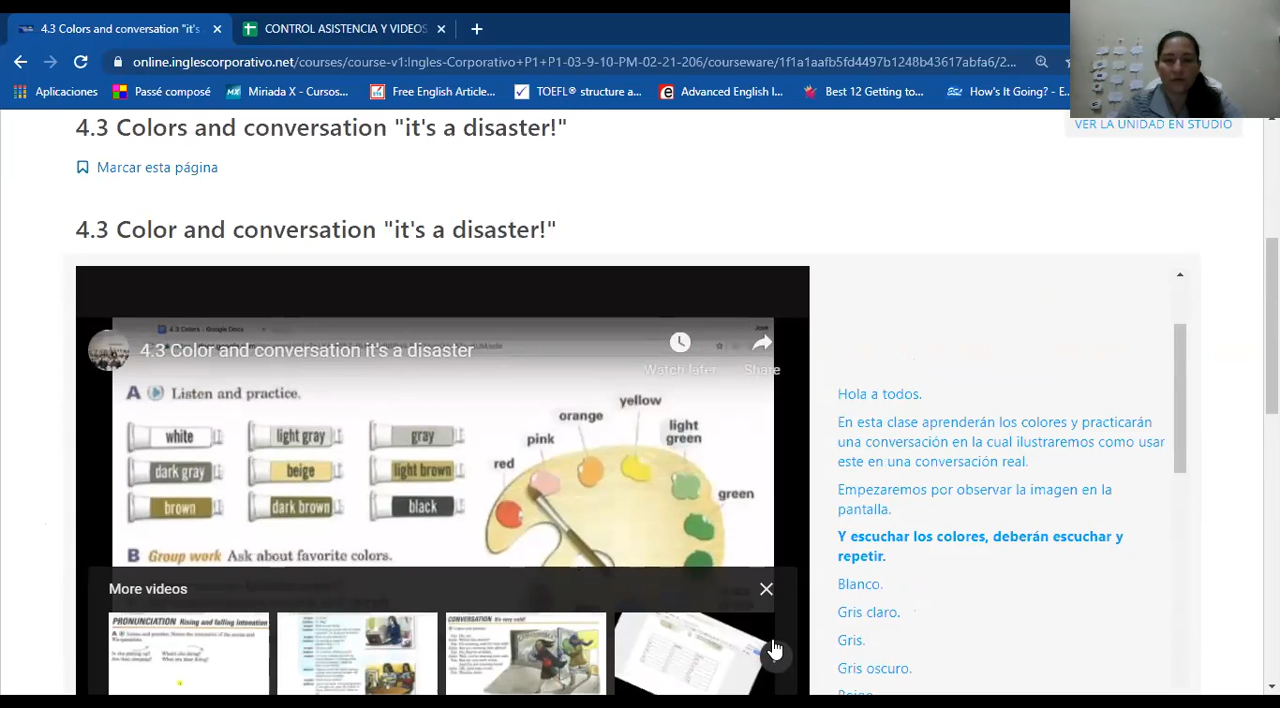 4.3 Colors and conversation "it's
CONTROL ASISTENCIA Y VIDEOS
online.inglescorporativo.net/courses/course-v1:Ingles-Corporativo+P1+P1-03-9-10-PM-02-21-206/courseware/1f1a1aafb5fd4497b1248b43617abfa6/2...
Aplicaciones
Passé composé
Miriada X - Cursos...
Free English Article...
TOEFL® structure a...
Advanced English l...
Best 12 Getting to...
How's It Going? - E...
4.3 Colors and conversation "it's a disaster!"
VER LA UNIDAD EN STUDIO
Marcar esta página
4.3 Color and conversation "it's a disaster!"
4.3 Colors - Google Docs
4.3 Color and conversation it's a disaster
Watch later
Share
A Listen and practice.
white
light gray
gray
dark gray
beige
light brown
brown
dark brown
black
red
pink
orange
yellow
light green
green
B Group work Ask about favorite colors.
More videos
PRONUNCIATION Rising and falling intonation
CONVERSATION It's very cold!
Hola a todos.
En esta clase aprenderán los colores y practicarán
una conversación en la cual ilustraremos como usar
este en una conversación real.
Empezaremos por observar la imagen en la
pantalla.
Y escuchar los colores, deberán escuchar y
repetir.
Blanco.
Gris claro.
Gris.
Gris oscuro.